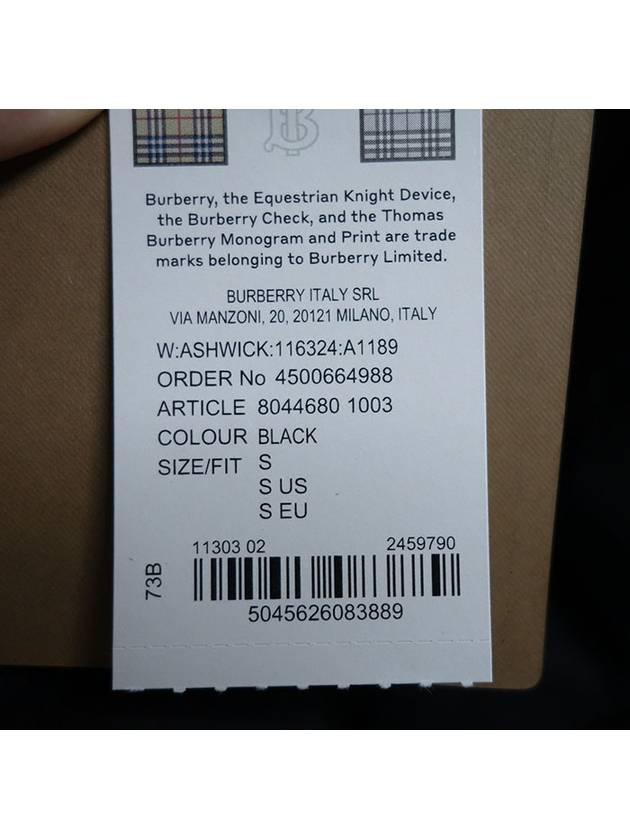 Burberry, the Equestrian Knight Device,
the Burberry Check, and the Thomas
Burberry Monogram and Print are trade
marks belonging to Burberry Limited.
BURBERRY ITALY SRL
VIA MANZONI, 20, 20121 MILANO, ITALY
W:ASHWICK:116324:A1189
ORDER No 4500664988
ARTICLE 8044680 1003
COLOUR BLACK
SIZE/FIT S
S US
S EU
11303 02 2459790
73B
5045626083889